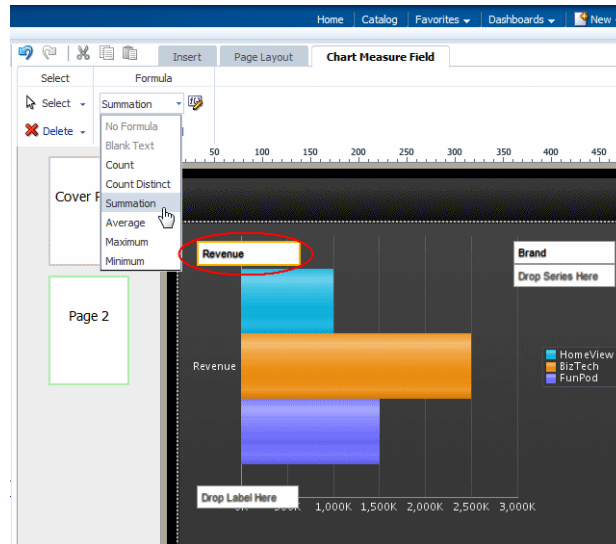 Home Catalog Favorites Dashboards New
Insert Page Layout Chart Measure Field
Select Formula
Select Summation
Delete
No Formula
Blank Text
Count
Count Distinct
Summation
Average
Maximum
Minimum
50 100 150 200 250 300 350 400 450
Cover
Page 2
Revenue
Brand
Drop Series Here
Revenue
HomeView
BizTech
FunPod
Drop Label Here
1,000K 1,500K 2,000K 2,500K 3,000K